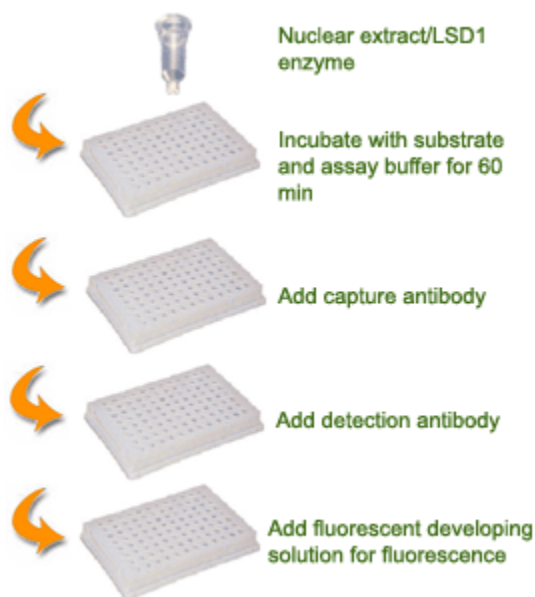 Nuclear extract/LSD1
enzyme
Incubate with substrate
and assay buffer for 60
min
Add capture antibody
Add detection antibody
Add fluorescent developing
solution for fluorescence